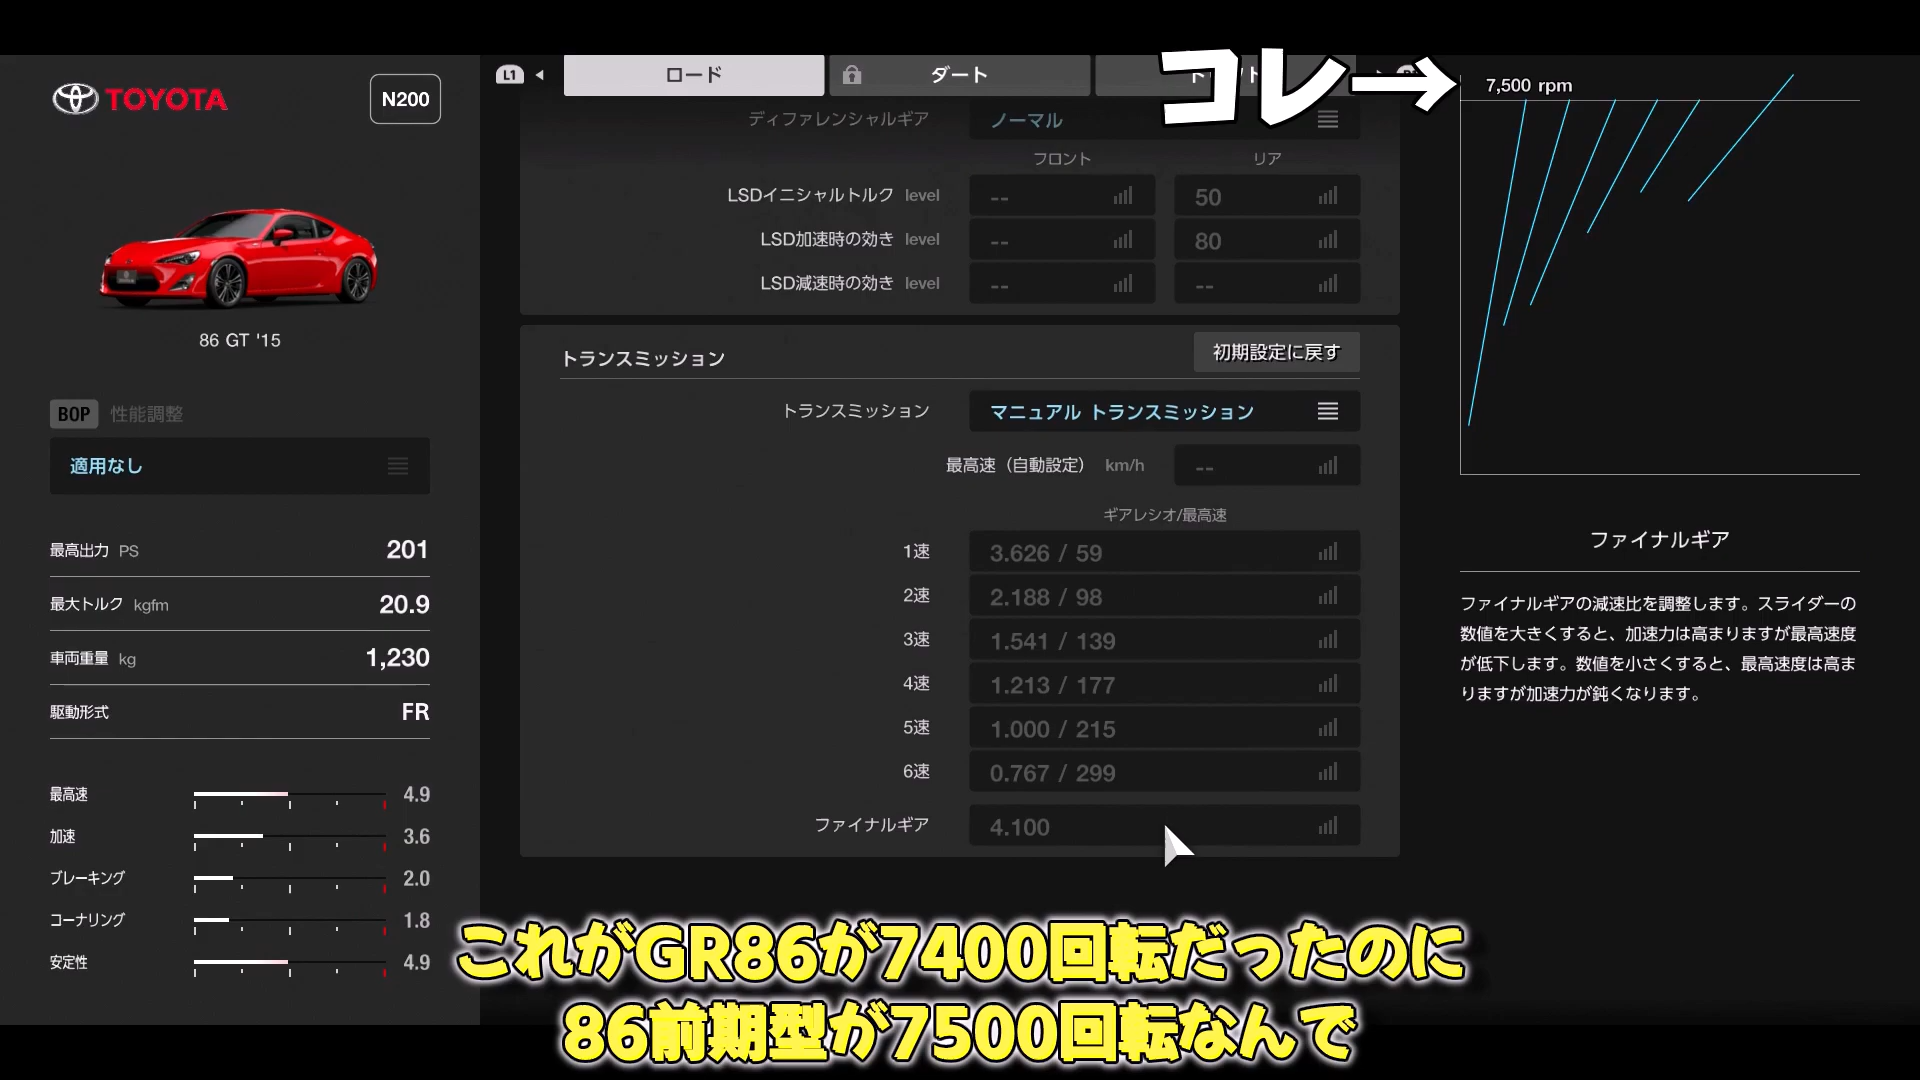 TOYOTA
N200
86 GT '15
BOP 性能調整
適用なし
最高出力 PS 201
最大トルク kgfm 20.9
車両重量 kg 1,230
駆動形式 FR
最高速 4.9
加速 3.6
ブレーキング 2.0
コーナリング 1.8
安定性 4.9
L1 ロード ダート
コレ→
ディファレンシャルギア ノーマル
フロント リア
LSDイニシャルトルク level -- 50
LSD加速時の効き level -- 80
LSD減速時の効き level -- --
トランスミッション 初期設定に戻す
トランスミッション マニュアル トランスミッション
最高速（自動設定） km/h --
ギアレシオ/最高速
1速 3.626 / 59
2速 2.188 / 98
3速 1.541 / 139
4速 1.213 / 177
5速 1.000 / 215
6速 0.767 / 299
ファイナルギア 4.100
7,500 rpm
ファイナルギア
ファイナルギアの減速比を調整します。スライダーの
数値を大きくすると、加速力は高まりますが最高速度
が低下します。数値を小さくすると、最高速度は高ま
りますが加速力が鈍くなります。
これがGR86が7400回転だったのに
86前期型が7500回転なんで